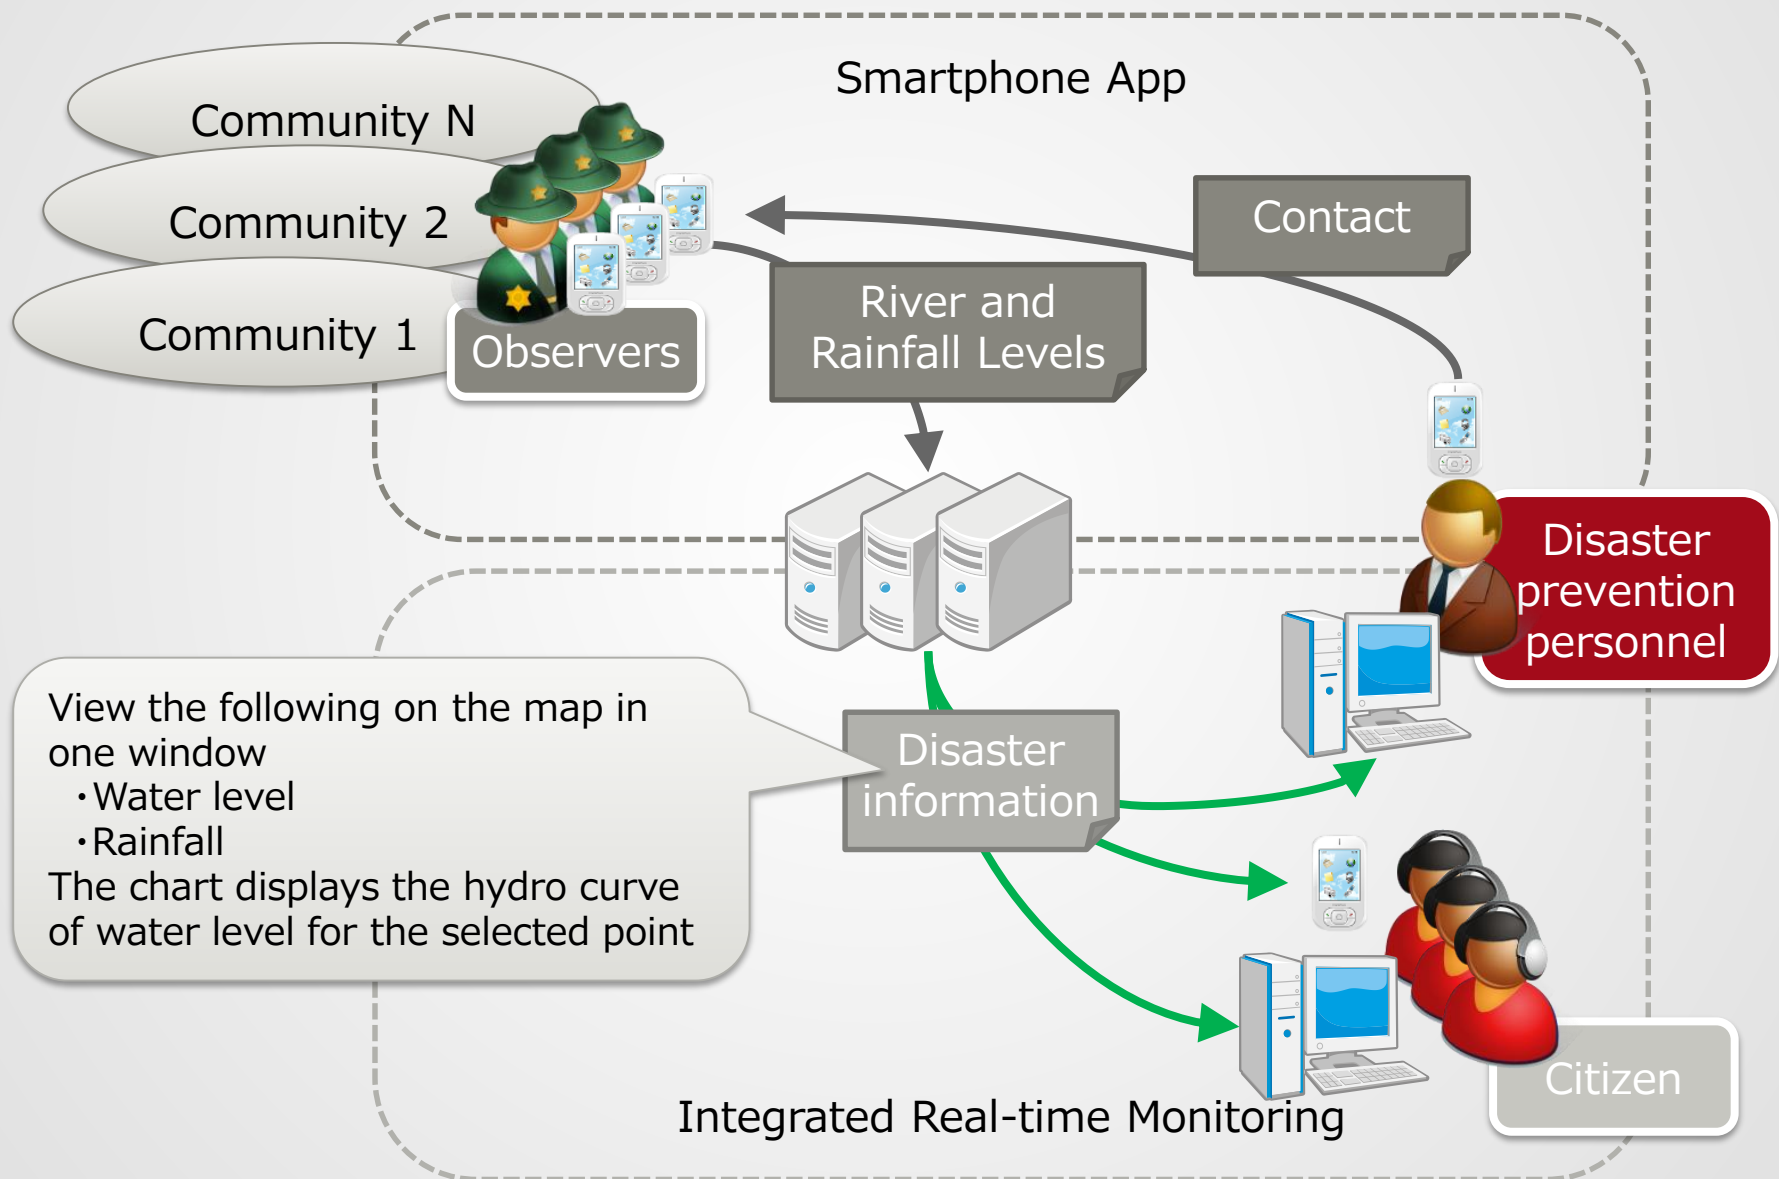 Smartphone App
Community N
Community 2
Community 1
Observers
Contact
River and
Rainfall Levels
Disaster
prevention
personnel
View the following on the map in
one window
・Water level
・Rainfall
The chart displays the hydro curve
of water level for the selected point
Disaster
information
Citizen
Integrated Real-time Monitoring